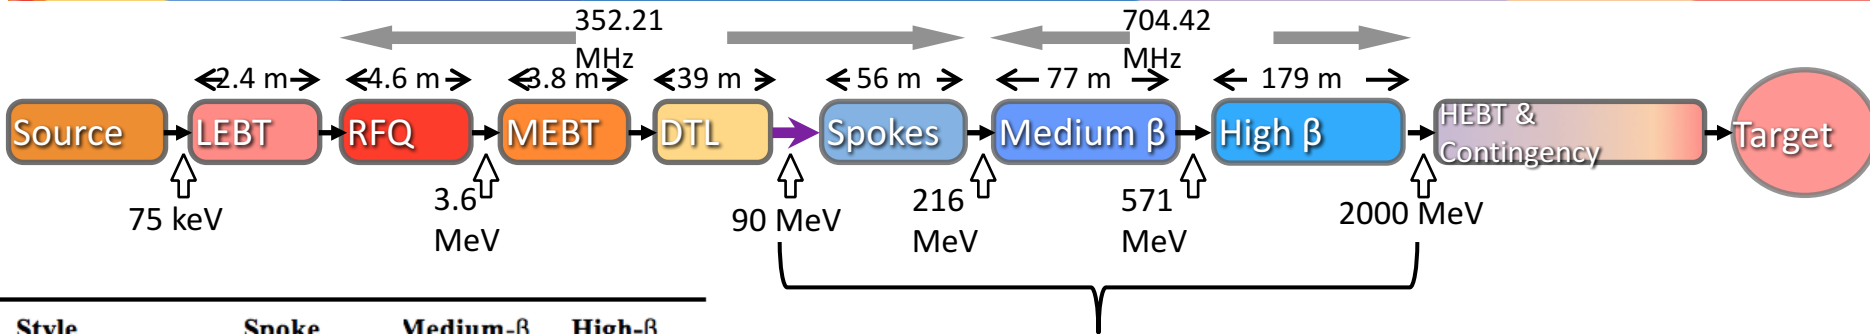 352.21
MHz
704.42
MHz
2.4 m
4.6 m
3.8 m
39 m
56 m
77 m
179 m
Source
LEBT
RFQ
MEBT
DTL
Spokes
Medium β
High β
HEBT &
Contingency
Target
75 keV
3.6
MeV
90 MeV
216
MeV
571
MeV
2000 MeV
Style Spoke Medium-β High-β